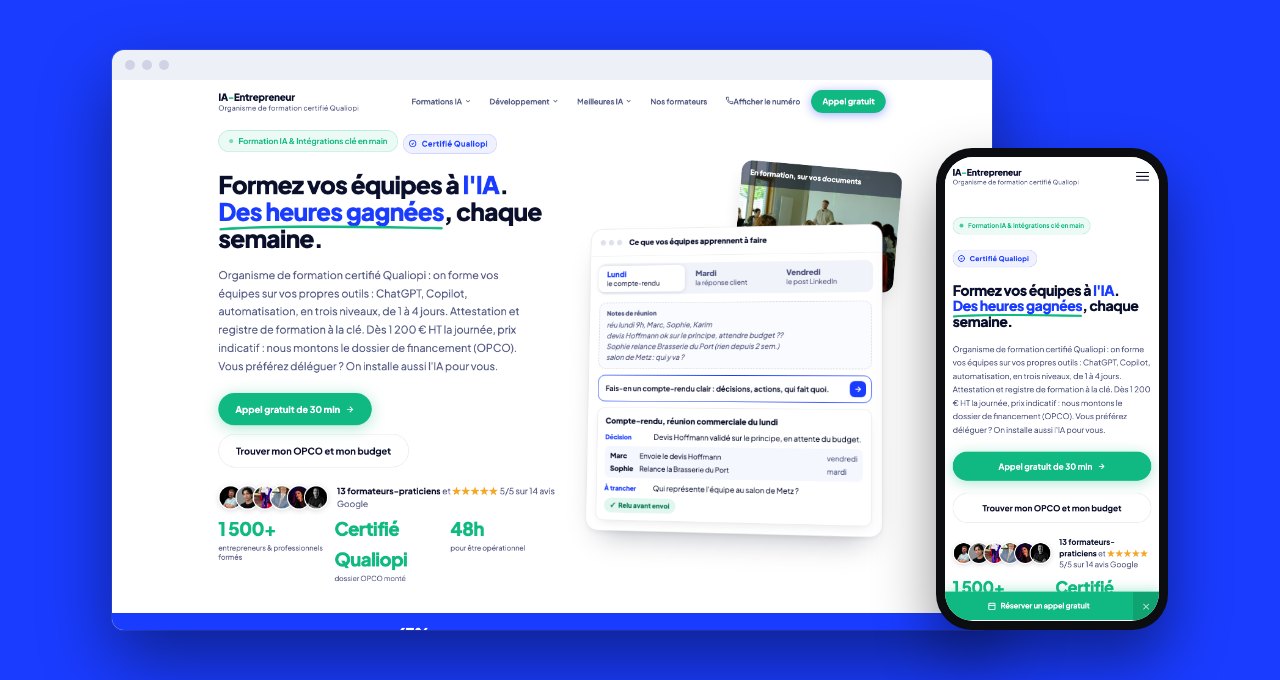 IA-Entrepreneur
Organisme de formation certifié Qualiopi
Formations IA
Développement
Meilleures IA
Nos formateurs
Afficher le numéro
Appel gratuit
Formation IA & Intégrations clé en main
Certifié Qualiopi
Formez vos équipes à l'IA.
Des heures gagnées, chaque
semaine.
Organisme de formation certifié Qualiopi : on forme vos
équipes sur vos propres outils : ChatGPT, Copilot,
automatisation, en trois niveaux, de 1 à 4 jours. Attestation et
registre de formation à la clé. Dès 1 200 € HT la journée, prix
indicatif : nous montons le dossier de financement (OPCO).
Vous préférez déléguer ? On installe aussi l'IA pour vous.
Appel gratuit de 30 min →
Trouver mon OPCO et mon budget
13 formateurs-praticiens et ★★★★★ 5/5 sur 14 avis
Google
1 500+
entrepreneurs & professionnels
formés
Certifié
Qualiopi
dossier OPCO monté
48h
pour être opérationnel
En formation, sur vos documents
Ce que vos équipes apprennent à faire
Lundi
le compte-rendu
Mardi
la réponse client
Vendredi
le post LinkedIn
Notes de réunion
réu lundi 9h, Marc, Sophie, Karim
devis Hoffmann ok sur le principe, attendre budget ??
Sophie relance Brasserie du Port (rien depuis 2 sem.)
salon de Metz : qui y va ?
Fais-en un compte-rendu clair : décisions, actions, qui fait quoi.
→
Compte-rendu, réunion commerciale du lundi
Décision Devis Hoffmann validé sur le principe, en attente du budget.
Marc Envoie le devis Hoffmann vendredi
Sophie Relance la Brasserie du Port mardi
À trancher Qui représente l'équipe au salon de Metz ?
✓ Relu avant envoi
IA-Entrepreneur
Organisme de formation certifié Qualiopi
Formation IA & Intégrations clé en main
Certifié Qualiopi
Formez vos équipes à l'IA.
Des heures gagnées, chaque
semaine.
Organisme de formation certifié Qualiopi : on forme
vos équipes sur vos propres outils : ChatGPT, Copilot,
automatisation, en trois niveaux, de 1 à 4 jours.
Attestation et registre de formation à la clé. Dès 1 200
€ HT la journée, prix indicatif : nous montons le
dossier de financement (OPCO). Vous préférez
déléguer ? On installe aussi l'IA pour vous.
Appel gratuit de 30 min →
Trouver mon OPCO et mon budget
13 formateurs-
praticiens et ★★★★★
5/5 sur 14 avis Google
1 500+
Certifié
Réserver un appel gratuit